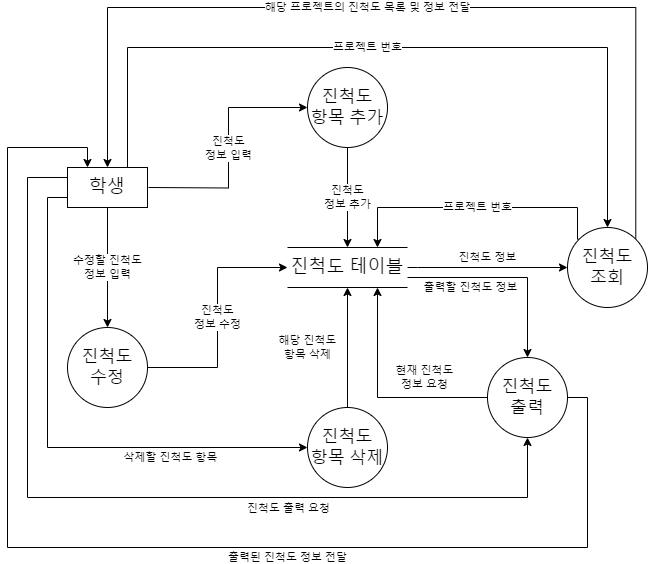 해당 프로젝트의 진척도 목록 및 정보 전달
프로젝트 번호
진척도
항목 추가
진척도
정보 입력
학생
진척도
정보 추가
프로젝트 번호
수정할 진척도
정보 입력
진척도 테이블
진척도 정보
진척도
조회
출력할 진척도 정보
진척도
정보 수정
해당 진척도
항목 삭제
진척도
수정
현재 진척도
정보 요청
진척도
출력
진척도
항목 삭제
삭제할 진척도 항목
진척도 출력 요청
출력된 진척도 정보 전달